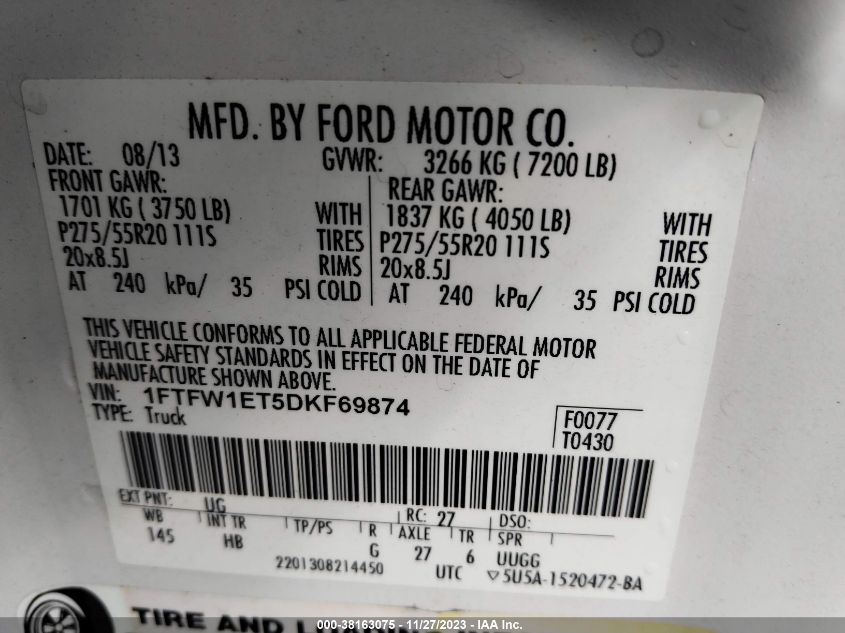 MFD. BY FORD MOTOR CO.
DATE: 08/13 GVWR: 3266 KG ( 7200 LB)
FRONT GAWR: REAR GAWR:
1701 KG ( 3750 LB) WITH 1837 KG ( 4050 LB) WITH
P275/55R20 111S TIRES P275/55R20 111S TIRES
20x8.5J RIMS 20x8.5J RIMS
AT 240 kPa/ 35 PSI COLD AT 240 kPa/ 35 PSI COLD
THIS VEHICLE CONFORMS TO ALL APPLICABLE FEDERAL MOTOR
VEHICLE SAFETY STANDARDS IN EFFECT ON THE DATE OF
MANUFACTURE SHOWN ABOVE.
VIN: 1FTFW1ET5DKF69874
TYPE: Truck
F0077
T0430
EXT PNT: UG RC: 27 DSO:
WB INT TR TP/PS R AXLE TR SPR
145 HB G 27 6 UUGG
2201308214450 UTC ▽5U5A-1520472-BA
TIRE AND
000-38163075 - 11/27/2023 - IAA Inc.